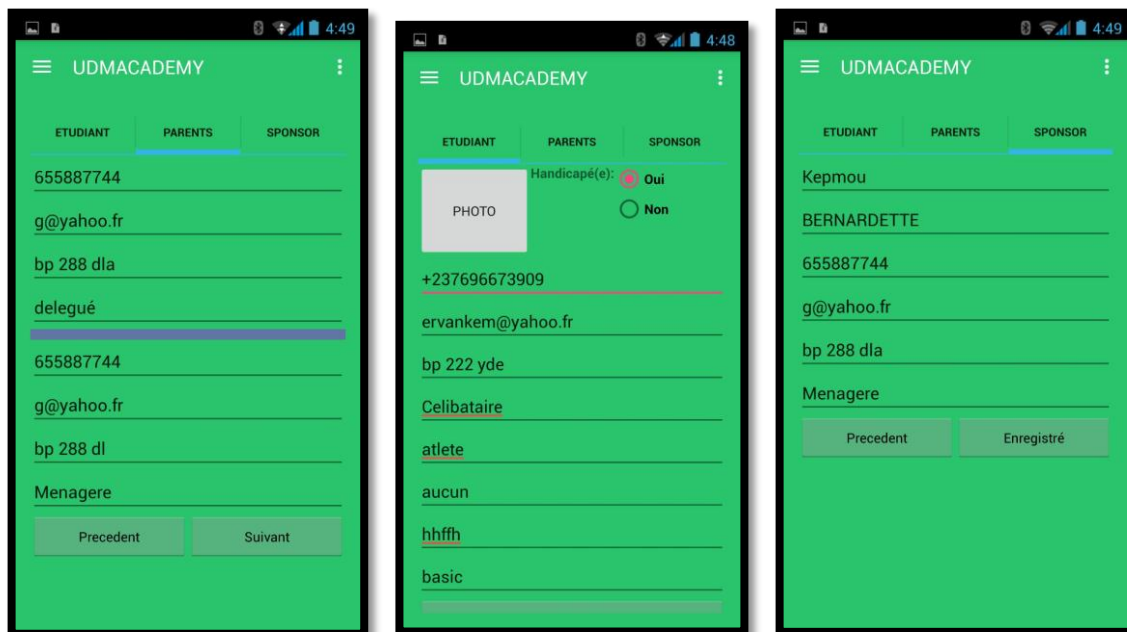 4:49
UDMACADEMY
ETUDIANT PARENTS SPONSOR
655887744
g@yahoo.fr
bp 288 dla
delegué
655887744
g@yahoo.fr
bp 288 dl
Menagere
Precedent Suivant
4:48
UDMACADEMY
ETUDIANT PARENTS SPONSOR
PHOTO Handicapé(e): Oui
Non
+237696673909
ervankem@yahoo.fr
bp 222 yde
Celibataire
atlete
aucun
hhffh
basic
4:49
UDMACADEMY
ETUDIANT PARENTS SPONSOR
Kepmou
BERNARDETTE
655887744
g@yahoo.fr
bp 288 dla
Menagere
Precedent Enregistré